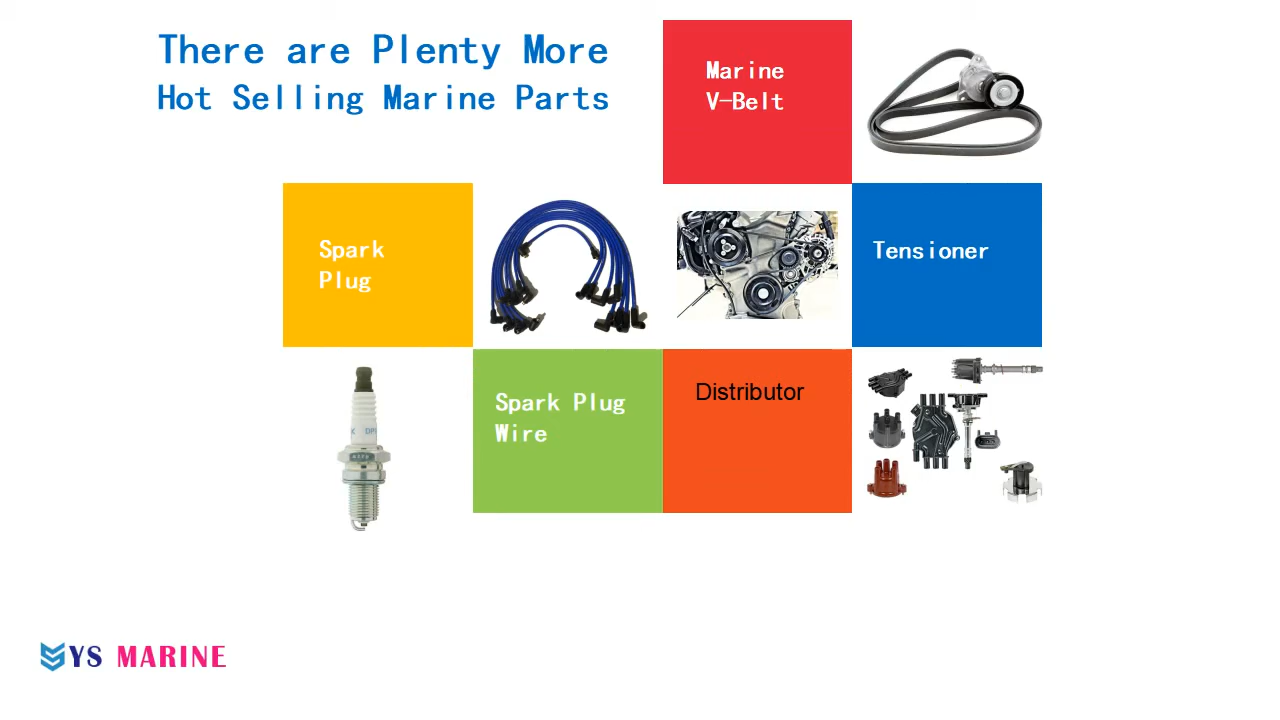 There are Plenty More
Hot Selling Marine Parts
Marine
V-Belt
Spark
Plug
Tensioner
Spark Plug
Wire
Distributor
YS MARINE